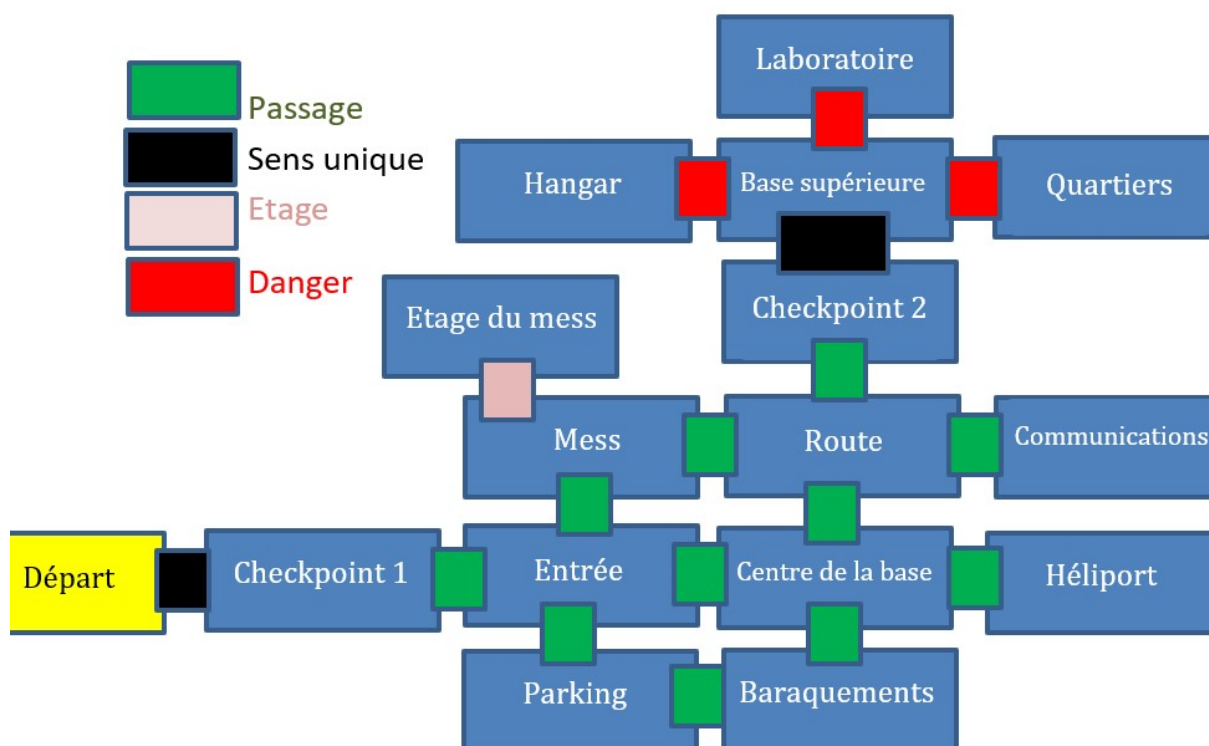 Laboratoire
Passage
Sens unique
Hangar
Base supérieure
Quartiers
Etage
Danger
Etage du mess
Checkpoint 2
Mess
Route
Communications
Départ
Checkpoint 1
Entrée
Centre de la base
Héliport
Parking
Baraquements